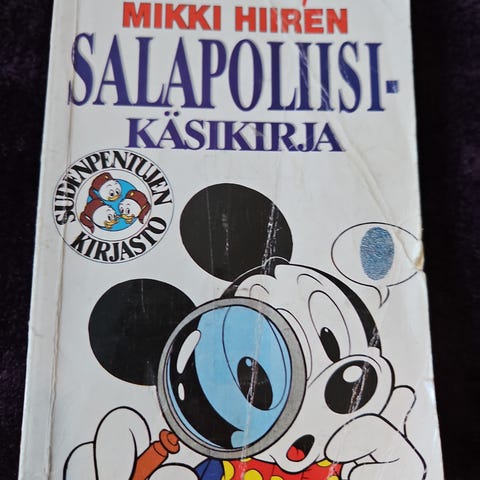 MIKKI HIIREN
SALAPOLIISI-
KÄSIKIRJA
SUDENPENTUJEN
KIRJASTO